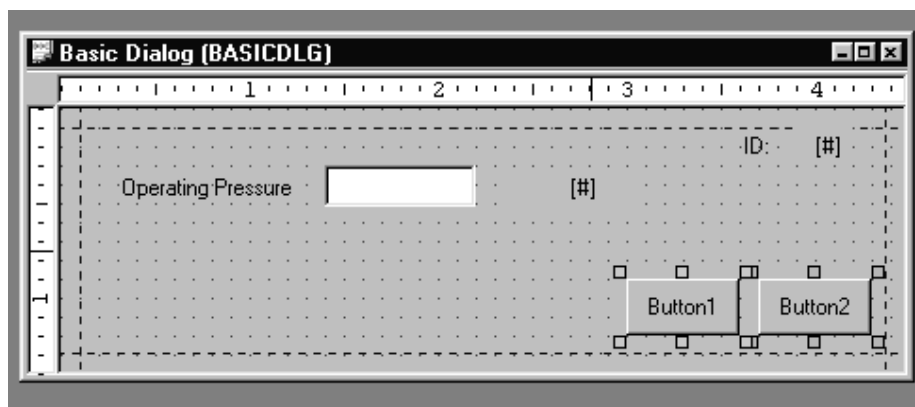 Basic Dialog (BASICDLG)
1 2 3 4
ID: [#]
Operating Pressure [#]
1
Button1 Button2